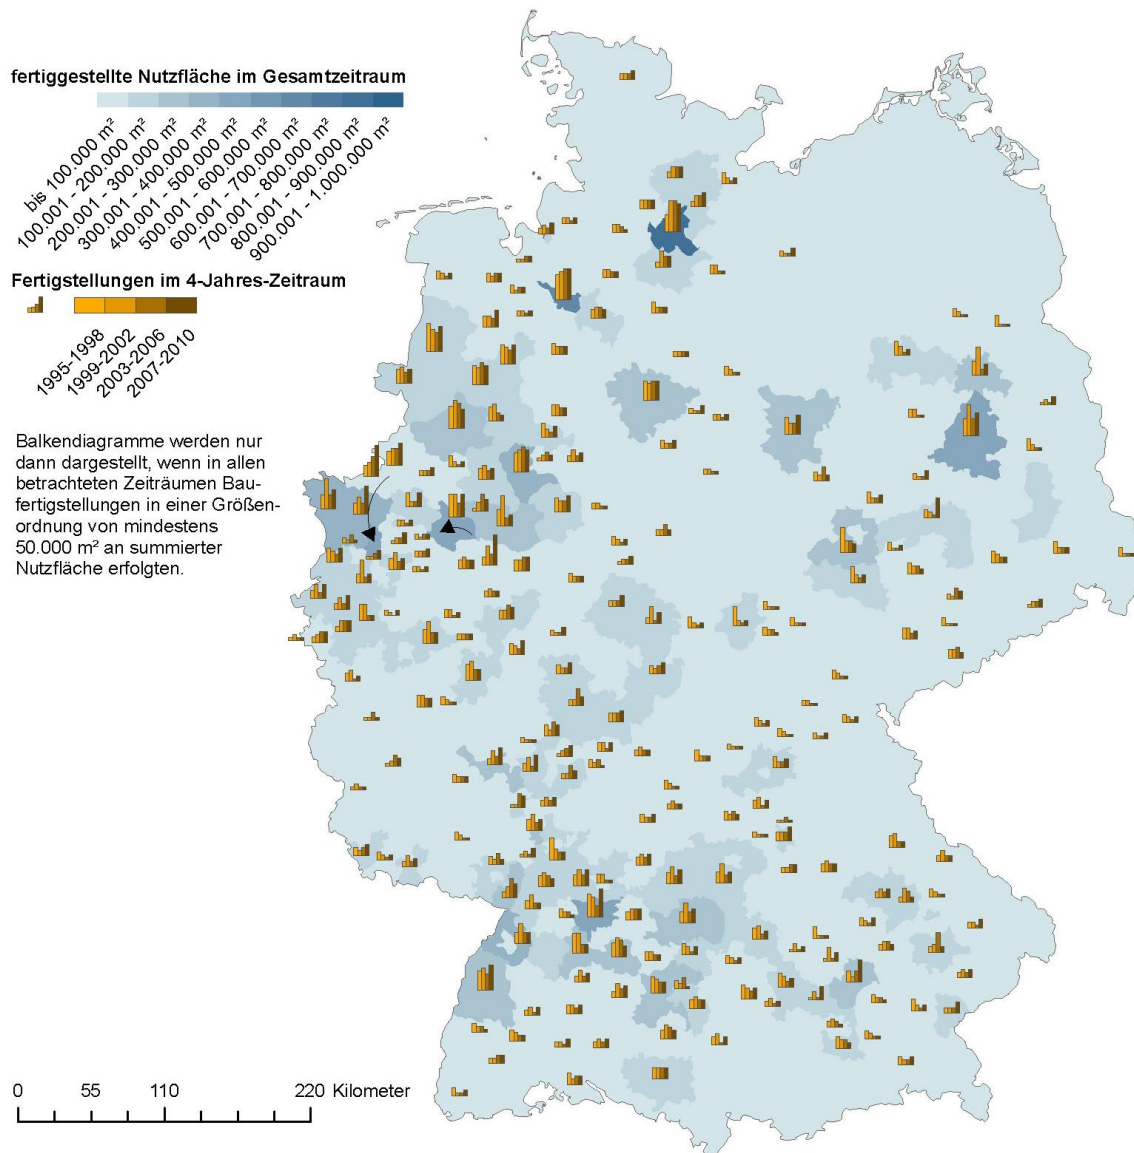 fertiggestellte Nutzfläche im Gesamtzeitraum
bis 100.000 m²
100.001 - 200.000 m²
200.001 - 300.000 m²
300.001 - 400.000 m²
400.001 - 500.000 m²
500.001 - 600.000 m²
600.001 - 700.000 m²
700.001 - 800.000 m²
800.001 - 900.000 m²
900.001 - 1.000.000 m²
Fertigstellungen im 4-Jahres-Zeitraum
1995-1998
1999-2002
2003-2006
2007-2010
Balkendiagramme werden nur
dann dargestellt, wenn in allen
betrachteten Zeiträumen Bau-
fertigstellungen in einer Größen-
ordnung von mindestens
50.000 m² an summierter
Nutzfläche erfolgten.
0 55 110 220 Kilometer